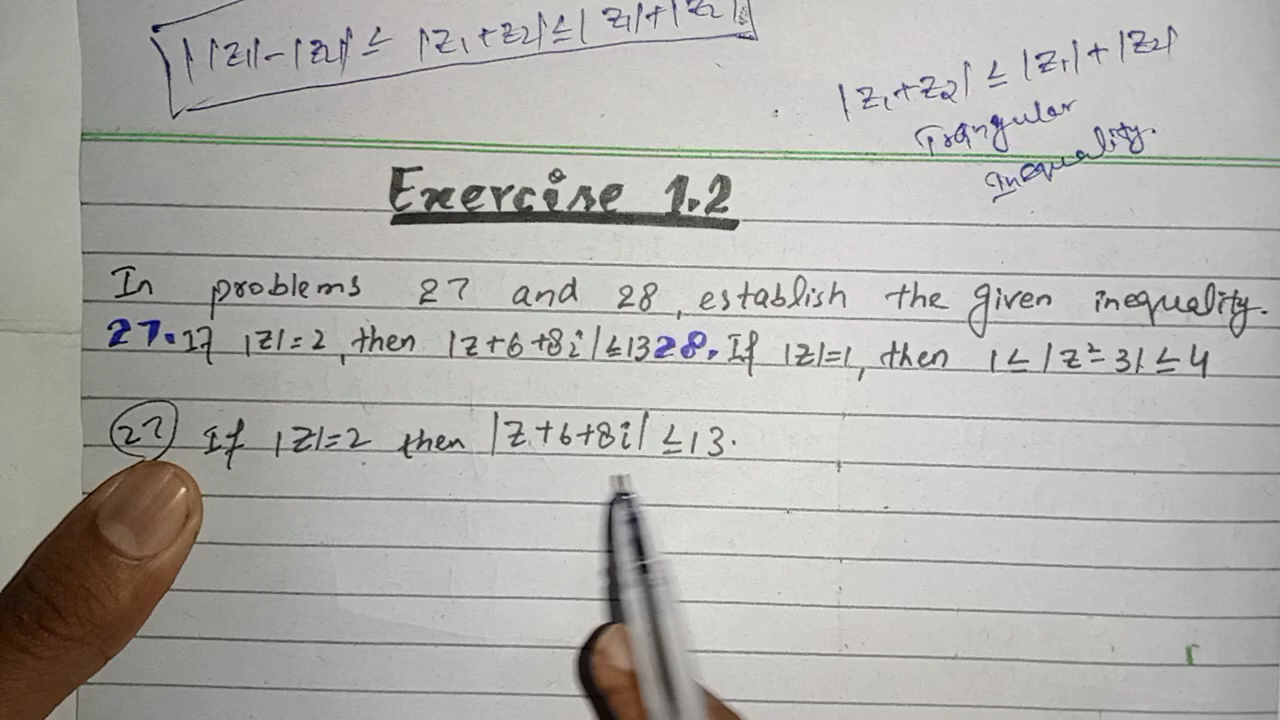 ||z1|-|z2| ≤ |z1+z2| ≤ |z1|+|z2|
|z1+z2| ≤ |z1|+|z2|
Triangular
Inequality.
Exercise 1.2
In problems 27 and 28, establish the given inequality.
27. If |z|=2, then |z+6+8i| ≤13 28. If |z|=1, then 1≤ |z²-3| ≤ 4
27 If |z|=2 then |z+6+8i| ≤13.